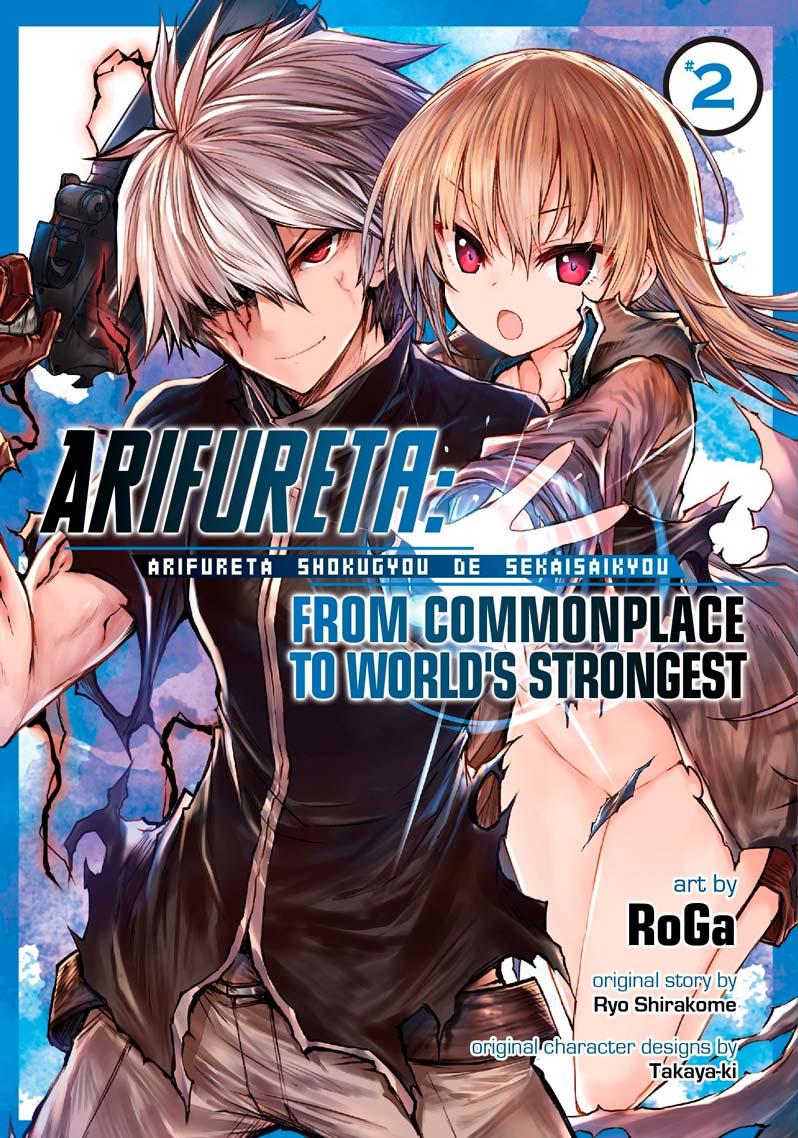 #2
ARIFURETA:
ARIFURETA SHOKUGYOU DE SEKAISAIKYOU
FROM COMMONPLACE
TO WORLD'S STRONGEST
art by
RoGa
original story by
Ryo Shirakome
original character designs by
Takaya-ki